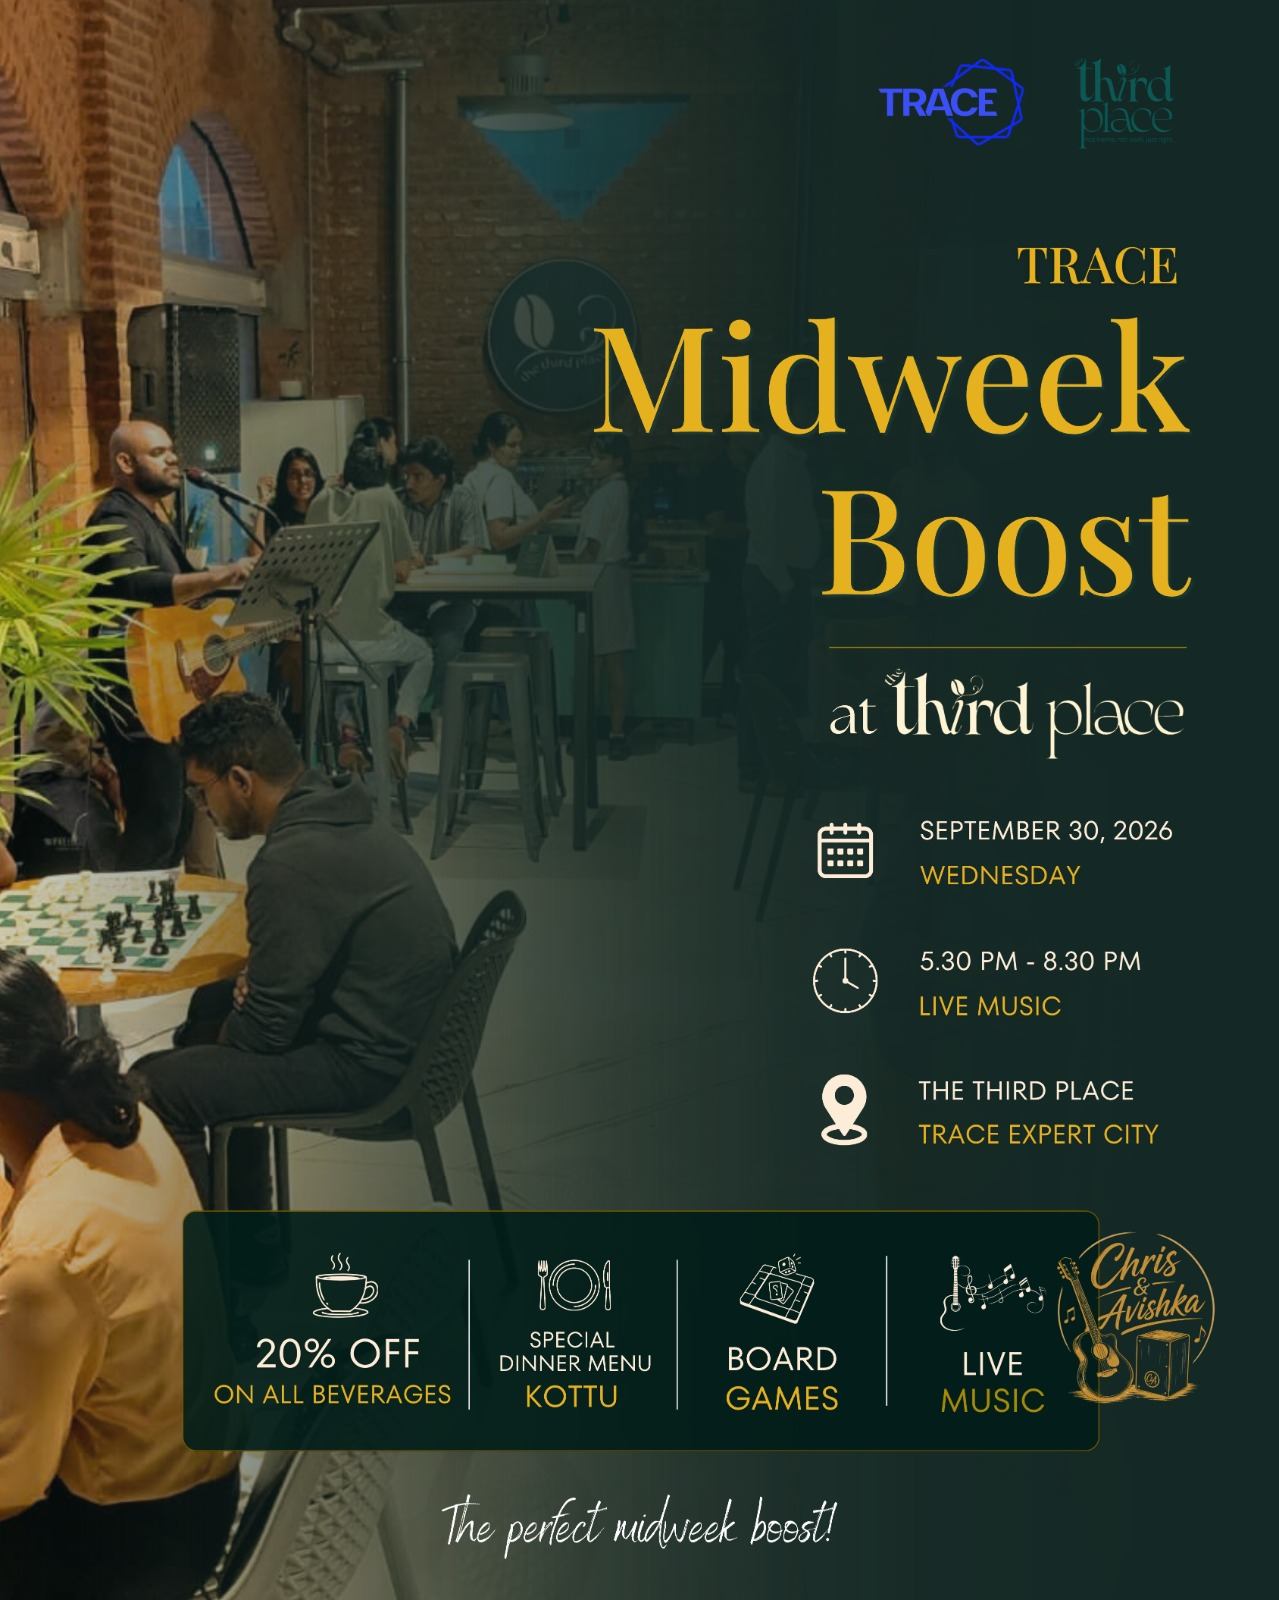 TRACE
third
place
TRACE
Midweek
Boost
at third place
SEPTEMBER 30, 2026
WEDNESDAY
5.30 PM - 8.30 PM
LIVE MUSIC
THE THIRD PLACE
TRACE EXPERT CITY
20% OFF
ON ALL BEVERAGES
SPECIAL
DINNER MENU
KOTTU
BOARD
GAMES
LIVE
MUSIC
Chris
&
Avishka
The perfect midweek boost!